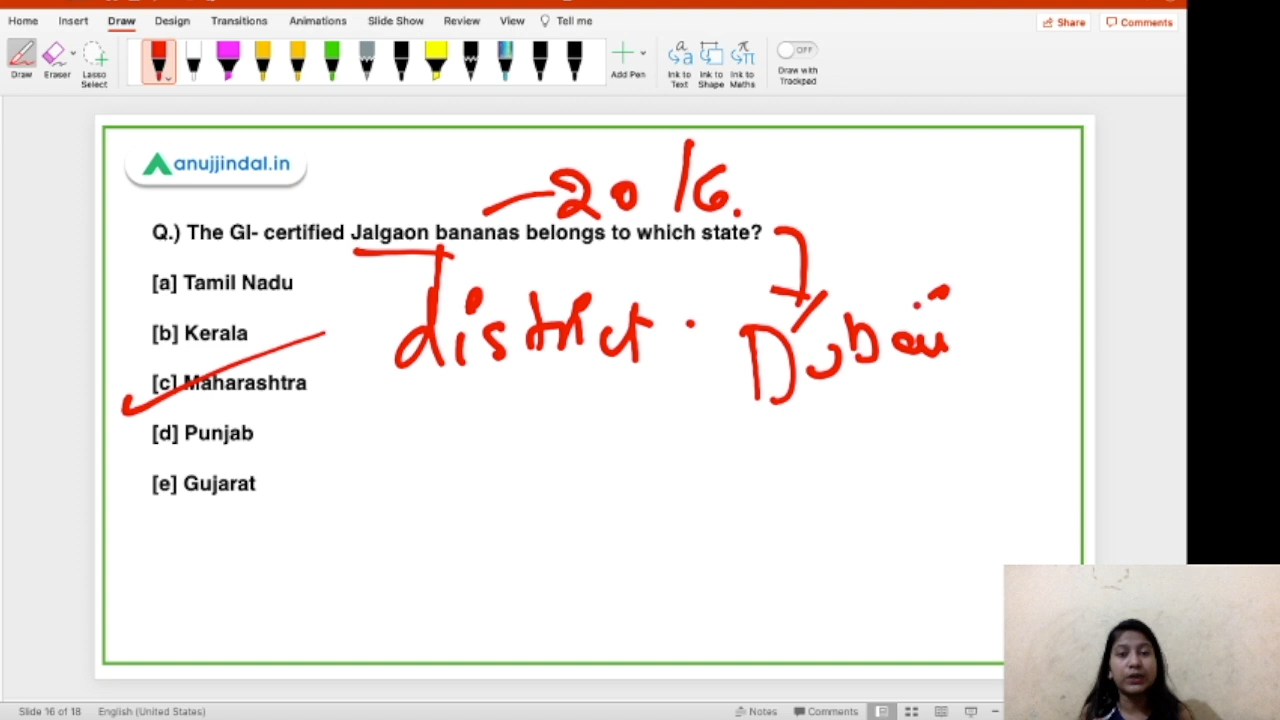 Home Insert Draw Design Transitions Animations Slide Show Review View Tell me Share Comments
Draw Eraser Lasso Select Add Pen Ink to Text Ink to Shape Ink to Maths OFF Draw with Trackpad
anujjindal.in
2016.
Q.) The GI- certified Jalgaon bananas belongs to which state?
[a] Tamil Nadu
district. Dubai
[b] Kerala
[c] Maharashtra
[d] Punjab
[e] Gujarat
Slide 16 of 18 English (United States) Notes Comments